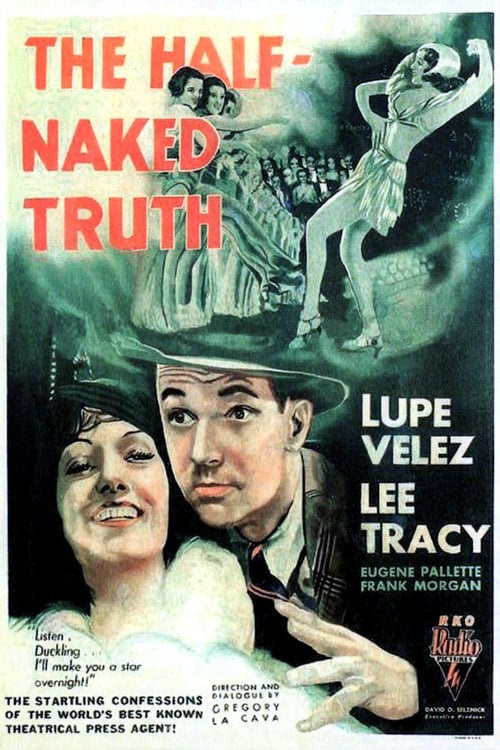 THE HALF-
NAKED
TRUTH
LUPE
VELEZ
LEE
TRACY
EUGENE PALLETTE
FRANK MORGAN
"Listen .
Duckling . . .
I'll make you a star
overnight!"
THE STARTLING CONFESSIONS
OF THE WORLD'S BEST KNOWN
THEATRICAL PRESS AGENT!
DIRECTION AND
DIALOGUE BY
GREGORY
LA CAVA
RKO
Radio
PICTURES
DAVID O. SELZNICK
Executive Producer